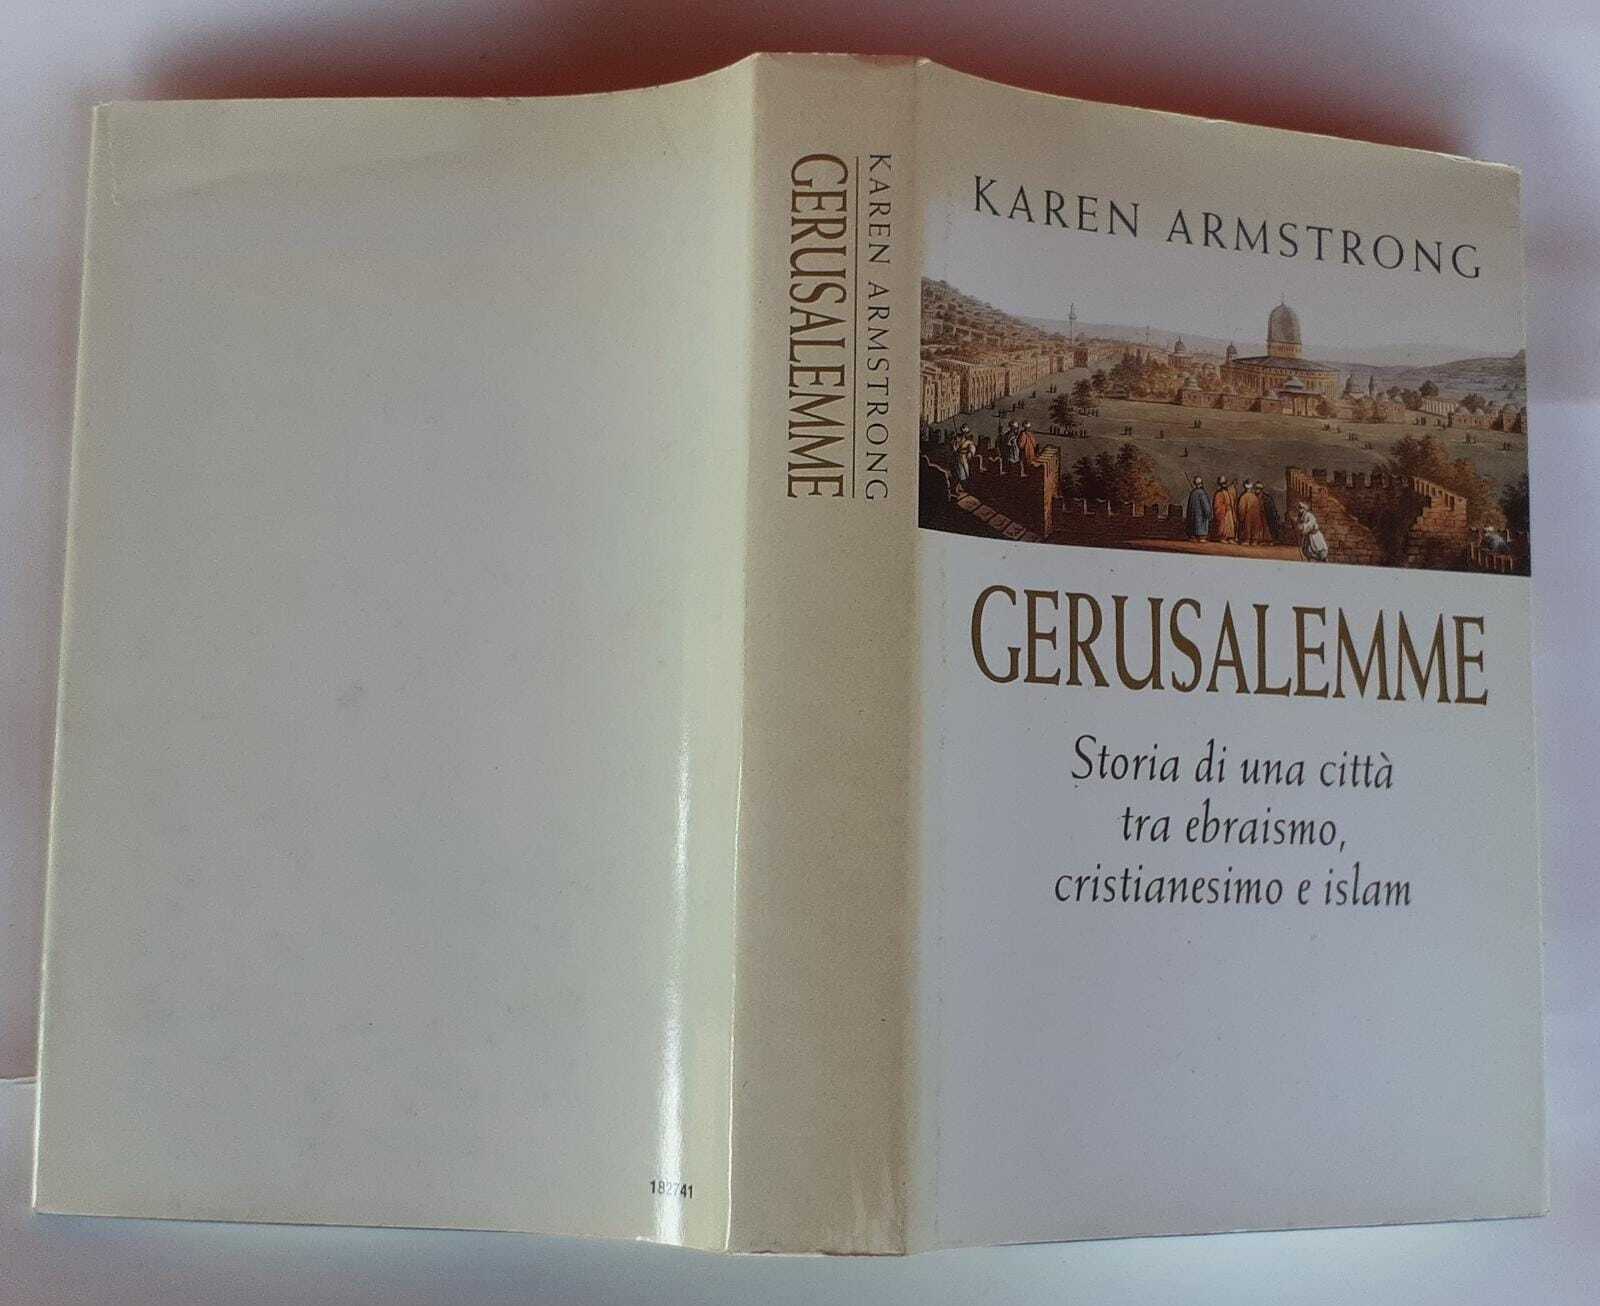 KAREN ARMSTRONG
GERUSALEMME
KAREN ARMSTRONG
GERUSALEMME
Storia di una città
tra ebraismo,
cristianesimo e islam
182741